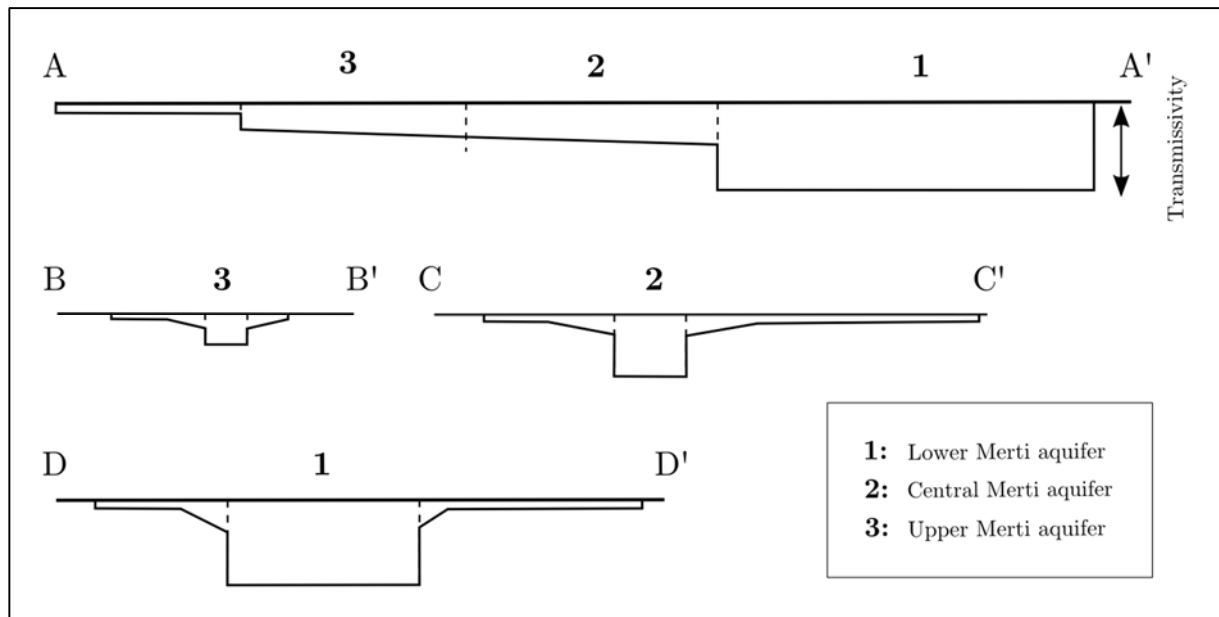 A 3 2 1 A'
Transmissivity
B 3 B' C 2 C'
D 1 D'
1: Lower Merti aquifer
2: Central Merti aquifer
3: Upper Merti aquifer